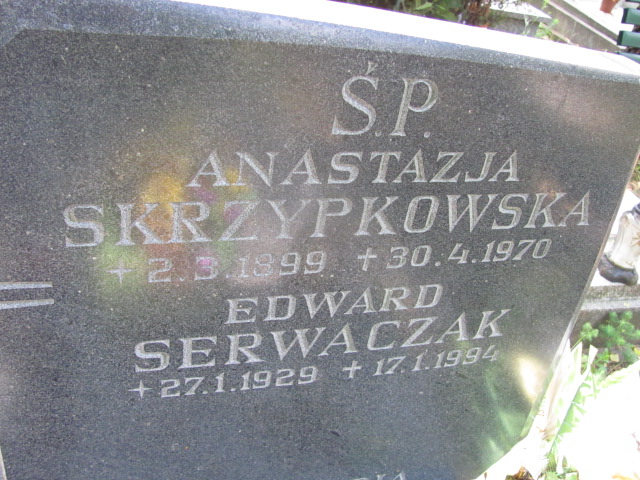 Ś.P.
ANASTAZJA
SKRZYPKOWSKA
+ 2.3.1899 + 30.4.1970
EDWARD
SERWACZAK
+ 27.1.1929 + 17.1.1994